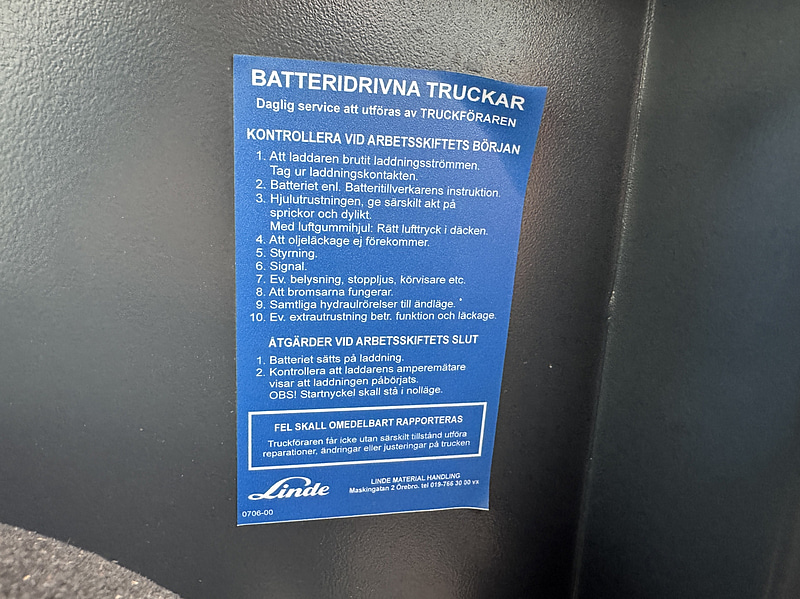 BATTERIDRIVNA TRUCKAR
Daglig service att utföras av TRUCKFÖRAREN
KONTROLLERA VID ARBETSSKIFTETS BÖRJAN
1. Att laddaren brutit laddningsströmmen.
Tag ur laddningskontakten.
2. Batteriet enl. Batteritillverkarens instruktion.
3. Hjulutrustningen, ge särskilt akt på
sprickor och dylikt.
Med luftgummihjul: Rätt lufttryck i däcken.
4. Att oljeläckage ej förekommer.
5. Styrning.
6. Signal.
7. Ev. belysning, stoppljus, körvisare etc.
8. Att bromsarna fungerar.
9. Samtliga hydraulrörelser till ändläge.
10. Ev. extrautrustning betr. funktion och läckage.
ÅTGÄRDER VID ARBETSSKIFTETS SLUT
1. Batteriet sätts på laddning.
2. Kontrollera att laddarens amperemätare
visar att laddningen påbörjats.
OBS! Startnyckel skall stå i nolläge.
FEL SKALL OMEDELBART RAPPORTERAS
Truckföraren får icke utan särskilt tillstånd utföra
reparationer, ändringar eller justeringar på trucken
Linde
LINDE MATERIAL HANDLING
Maskingatan 2 Örebro. tel 019-766 30 00 vx
0706-00